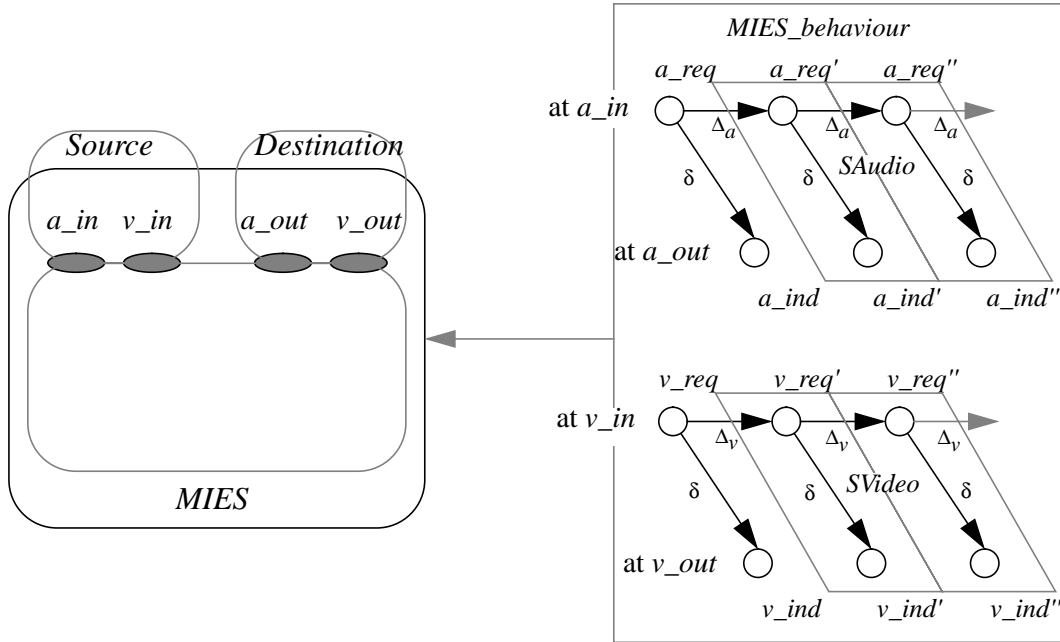 Source
Destination
a_in
v_in
a_out
v_out
MIES
MIES_behaviour
a_req
a_req'
a_req''
at a_in
Δa
Δa
Δa
SAudio
δ
δ
δ
at a_out
a_ind
a_ind'
a_ind''
v_req
v_req'
v_req''
at v_in
Δv
Δv
Δv
SVideo
δ
δ
δ
at v_out
v_ind
v_ind'
v_ind''